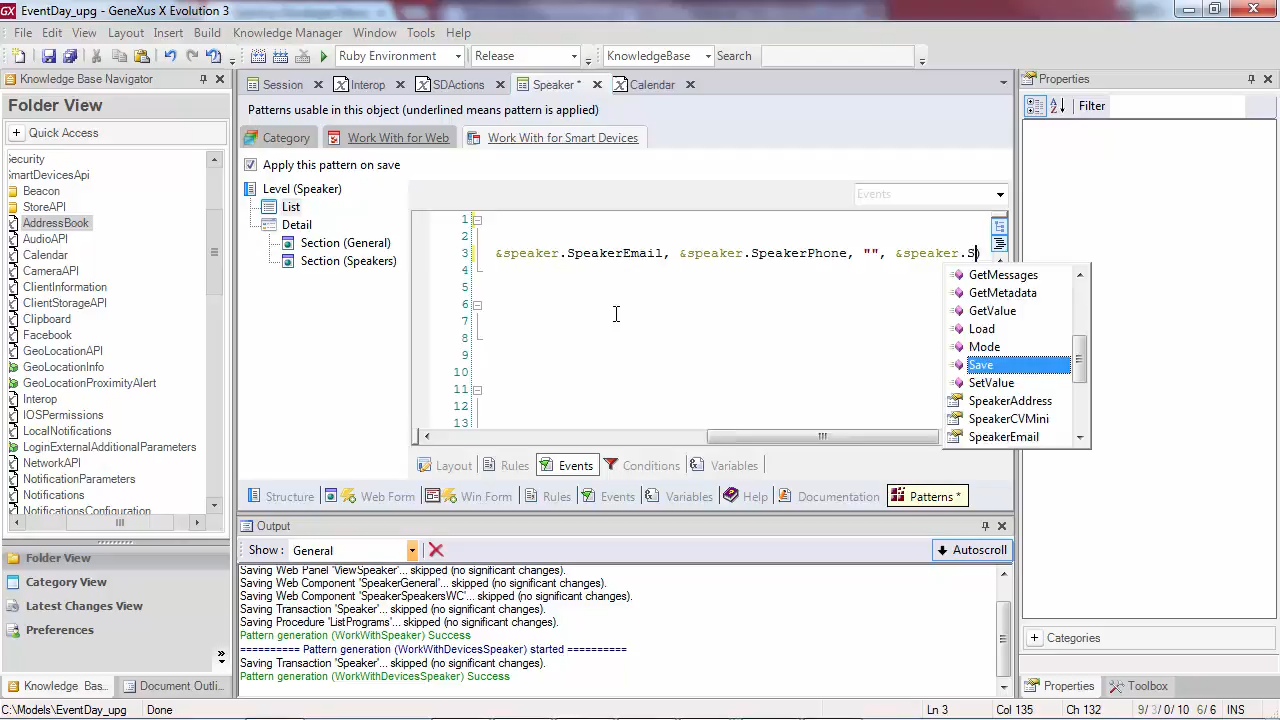 EventDay_upg - GeneXus X Evolution 3
File Edit View Layout Insert Build Knowledge Manager Window Tools Help
Ruby Environment Release KnowledgeBase Search
Knowledge Base Navigator
Folder View
Quick Access
ecurity
martDevicesApi
Beacon
StoreAPI
AddressBook
AudioAPI
Calendar
CameraAPI
ClientInformation
ClientStorageAPI
Clipboard
Facebook
GeoLocationAPI
GeoLocationInfo
GeoLocationProximityAlert
Interop
IOSPermissions
LocalNotifications
LoginExternalAdditionalParameters
NetworkAPI
NotificationParameters
Notifications
NotificationsConfiguration
Folder View
Category View
Latest Changes View
Preferences
Knowledge Bas... Document Outli...
Session Interop SDActions Speaker * Calendar
Patterns usable in this object (underlined means pattern is applied)
Category Work With for Web Work With for Smart Devices
Apply this pattern on save
Level (Speaker)
List
Detail
Section (General)
Section (Speakers)
Events
1
2
3 &speaker.SpeakerEmail, &speaker.SpeakerPhone, "", &speaker.S)
4
5
6
7
8
9
10
11
12
13
GetMessages
GetMetadata
GetValue
Load
Mode
Save
SetValue
SpeakerAddress
SpeakerCVMini
SpeakerEmail
Layout Rules Events Conditions Variables
Structure Web Form Win Form Rules Events Variables Help Documentation Patterns *
Output
Show: General Autoscroll
Saving Web Panel 'ViewSpeaker'... skipped (no significant changes).
Saving Web Component 'SpeakerGeneral'... skipped (no significant changes).
Saving Web Component 'SpeakerSpeakersWC'... skipped (no significant changes).
Saving Transaction 'Speaker'... skipped (no significant changes).
Saving Procedure 'ListPrograms'... skipped (no significant changes).
Pattern generation (WorkWithSpeaker) Success
========== Pattern generation (WorkWithDevicesSpeaker) started ==========
Saving Transaction 'Speaker'... skipped (no significant changes).
Pattern generation (WorkWithDevicesSpeaker) Success
Properties
Filter
Categories
Properties Toolbox
C:\Models\EventDay_upg Done Ln 3 Col 135 9/ 3/ 0/ 10 6/ 6 INS